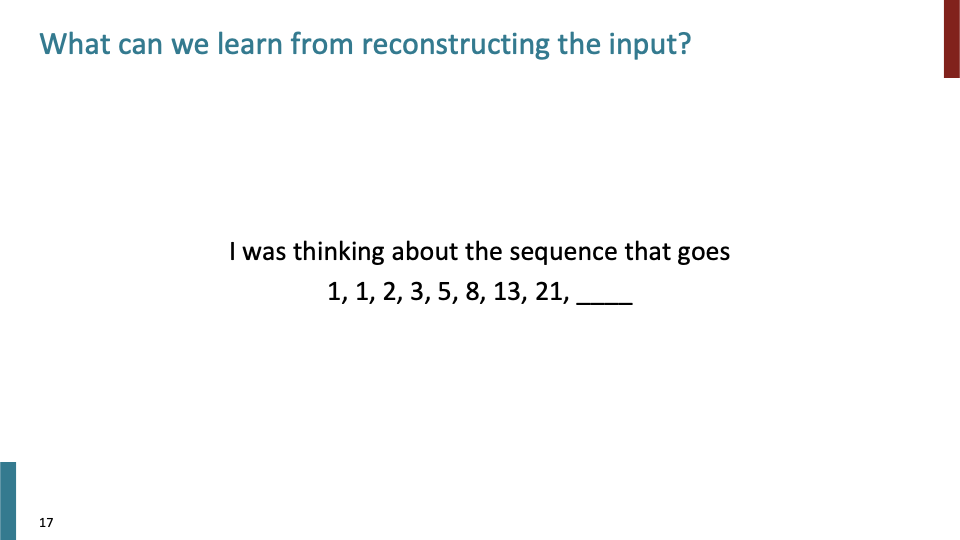 What can we learn from reconstructing the input?
I was thinking about the sequence that goes
1, 1, 2, 3, 5, 8, 13, 21, ____
17